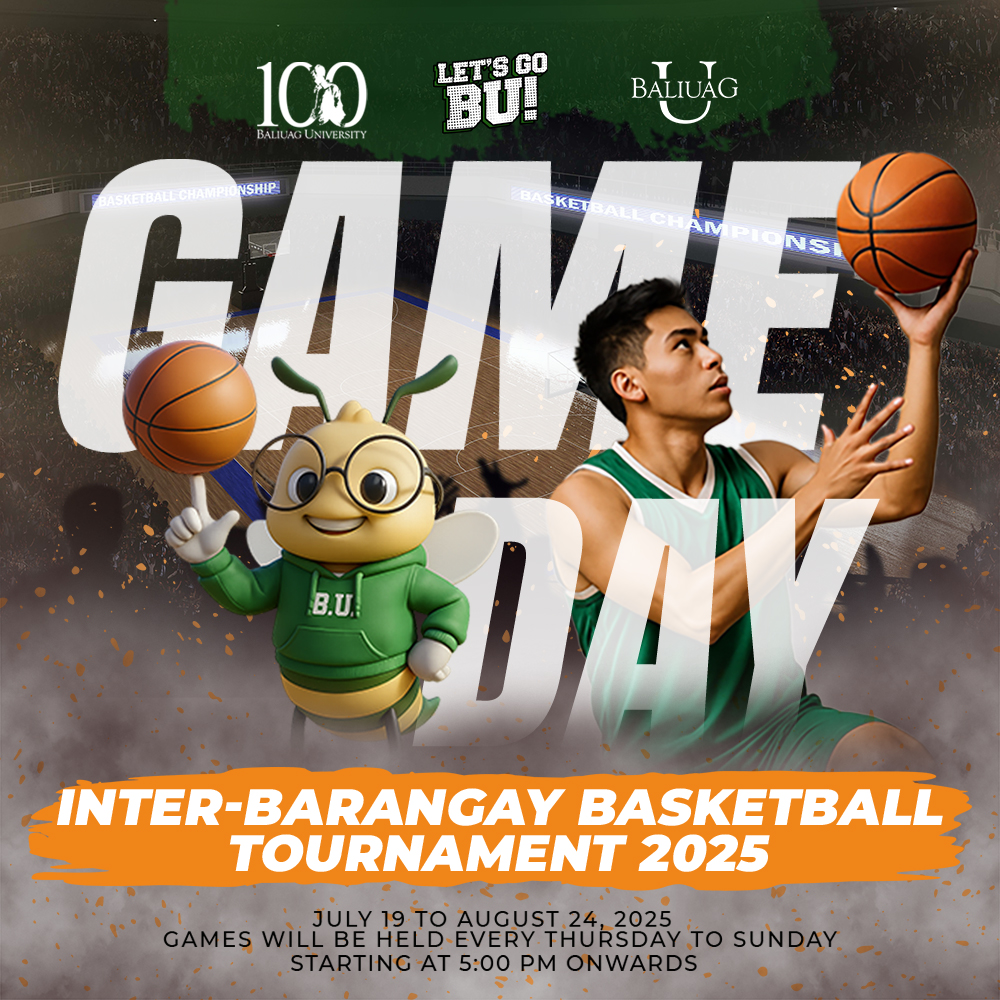 100
BALIUAG UNIVERSITY
LET'S GO
BU!
U
BALIUAG
GAME
BASKETBALL CHAMPIONSHIP
BASKETBALL CHAMPIONSH
B.U.
DAY
INTER-BARANGAY BASKETBALL
TOURNAMENT 2025
JULY 19 TO AUGUST 24, 2025
GAMES WILL BE HELD EVERY THURSDAY TO SUNDAY
STARTING AT 5:00 PM ONWARDS